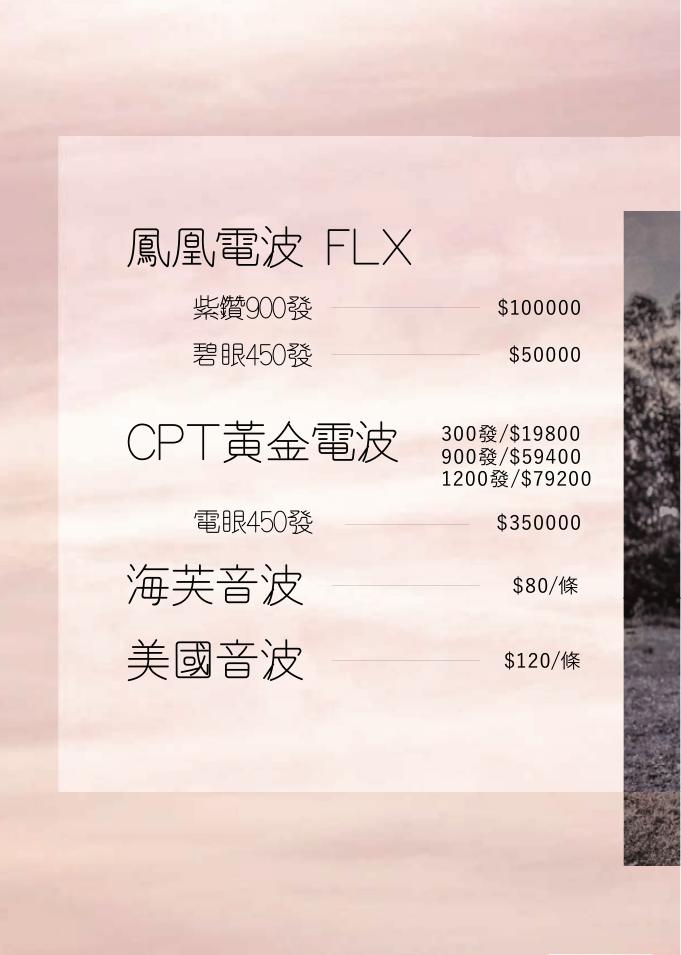 鳳凰電波 FLX
紫鑽900發 $100000
碧眼450發 $50000
CPT黃金電波 300發/$19800
900發/$59400
1200發/$79200
電眼450發 $350000
海芙音波 $80/條
美國音波 $120/條